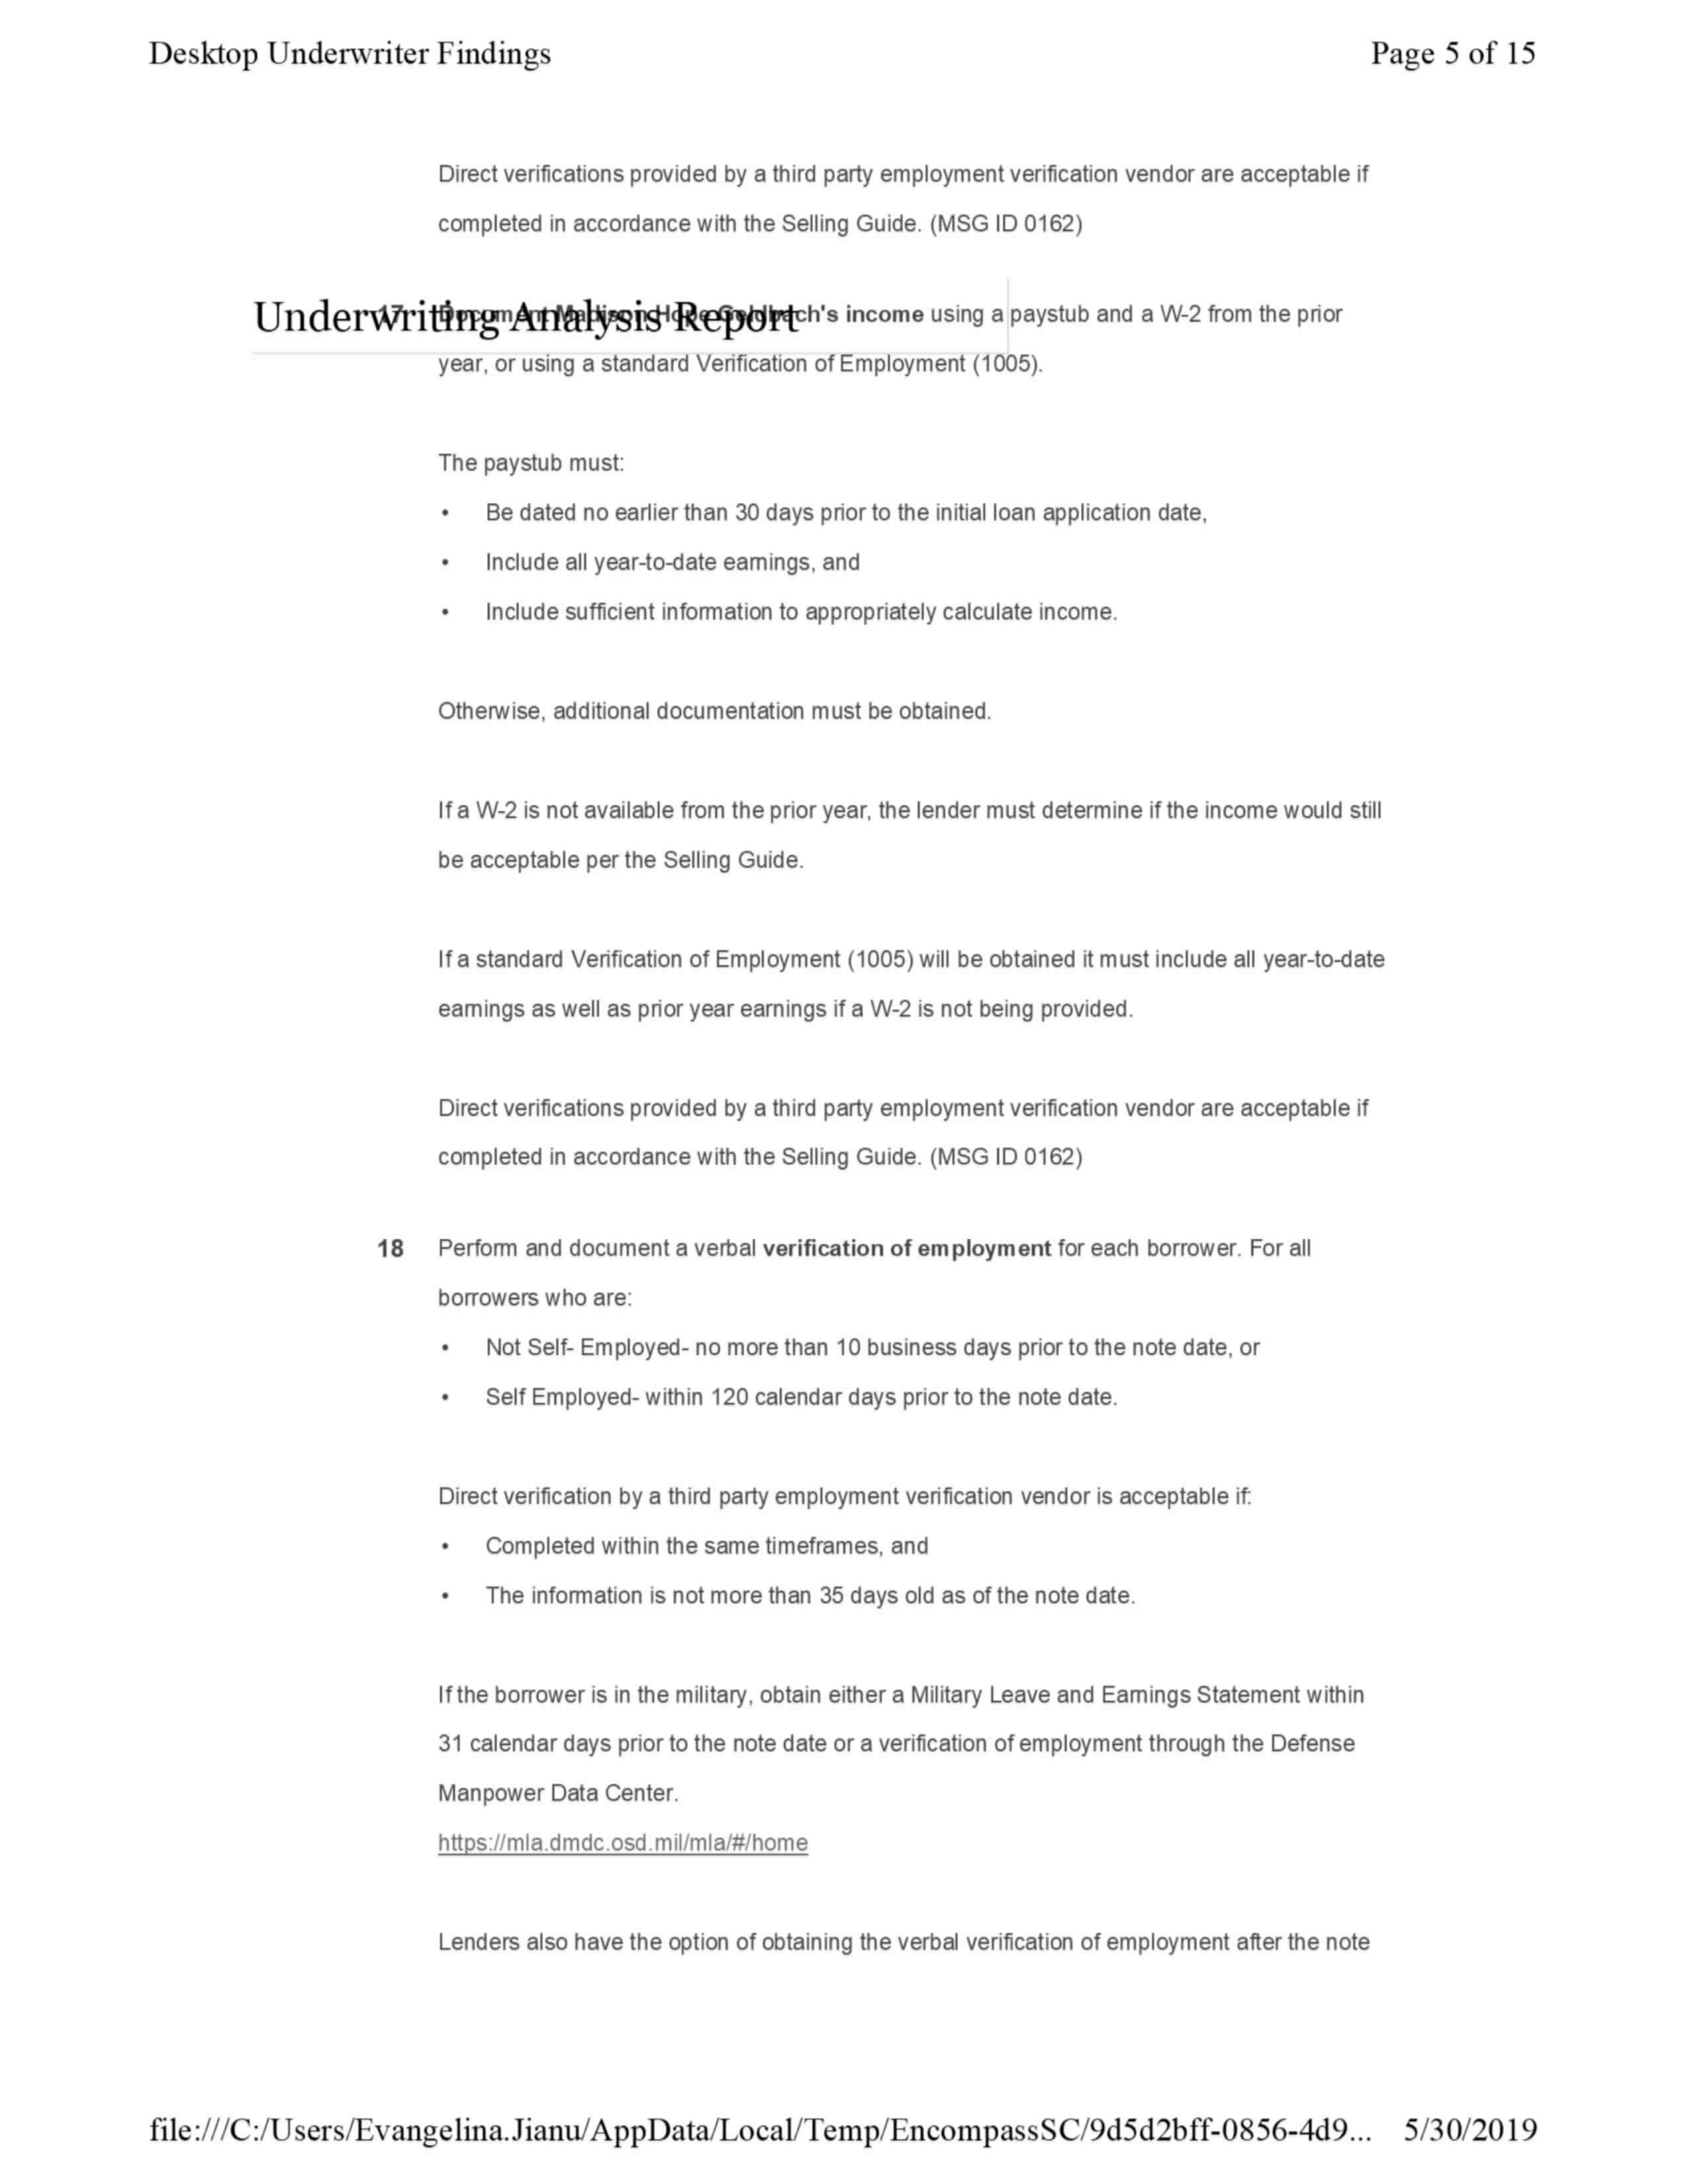 Desktop Underwriter Findings Page 5 of 15
Direct verifications provided by a third party employment verification vendor are acceptable if
completed in accordance with the Selling Guide. (MSG ID 0162)
Underwriting Analysis Report
17 Document Madison Hope Geldbach's income using a paystub and a W-2 from the prior
year, or using a standard Verification of Employment (1005).
The paystub must:
• Be dated no earlier than 30 days prior to the initial loan application date,
• Include all year-to-date earnings, and
• Include sufficient information to appropriately calculate income.
Otherwise, additional documentation must be obtained.
If a W-2 is not available from the prior year, the lender must determine if the income would still
be acceptable per the Selling Guide.
If a standard Verification of Employment (1005) will be obtained it must include all year-to-date
earnings as well as prior year earnings if a W-2 is not being provided.
Direct verifications provided by a third party employment verification vendor are acceptable if
completed in accordance with the Selling Guide. (MSG ID 0162)
18 Perform and document a verbal verification of employment for each borrower. For all
borrowers who are:
• Not Self- Employed- no more than 10 business days prior to the note date, or
• Self Employed- within 120 calendar days prior to the note date.
Direct verification by a third party employment verification vendor is acceptable if:
• Completed within the same timeframes, and
• The information is not more than 35 days old as of the note date.
If the borrower is in the military, obtain either a Military Leave and Earnings Statement within
31 calendar days prior to the note date or a verification of employment through the Defense
Manpower Data Center.
https://mla.dmdc.osd.mil/mla/#/home
Lenders also have the option of obtaining the verbal verification of employment after the note
file:///C:/Users/Evangelina.Jianu/AppData/Local/Temp/EncompassSC/9d5d2bff-0856-4d9... 5/30/2019